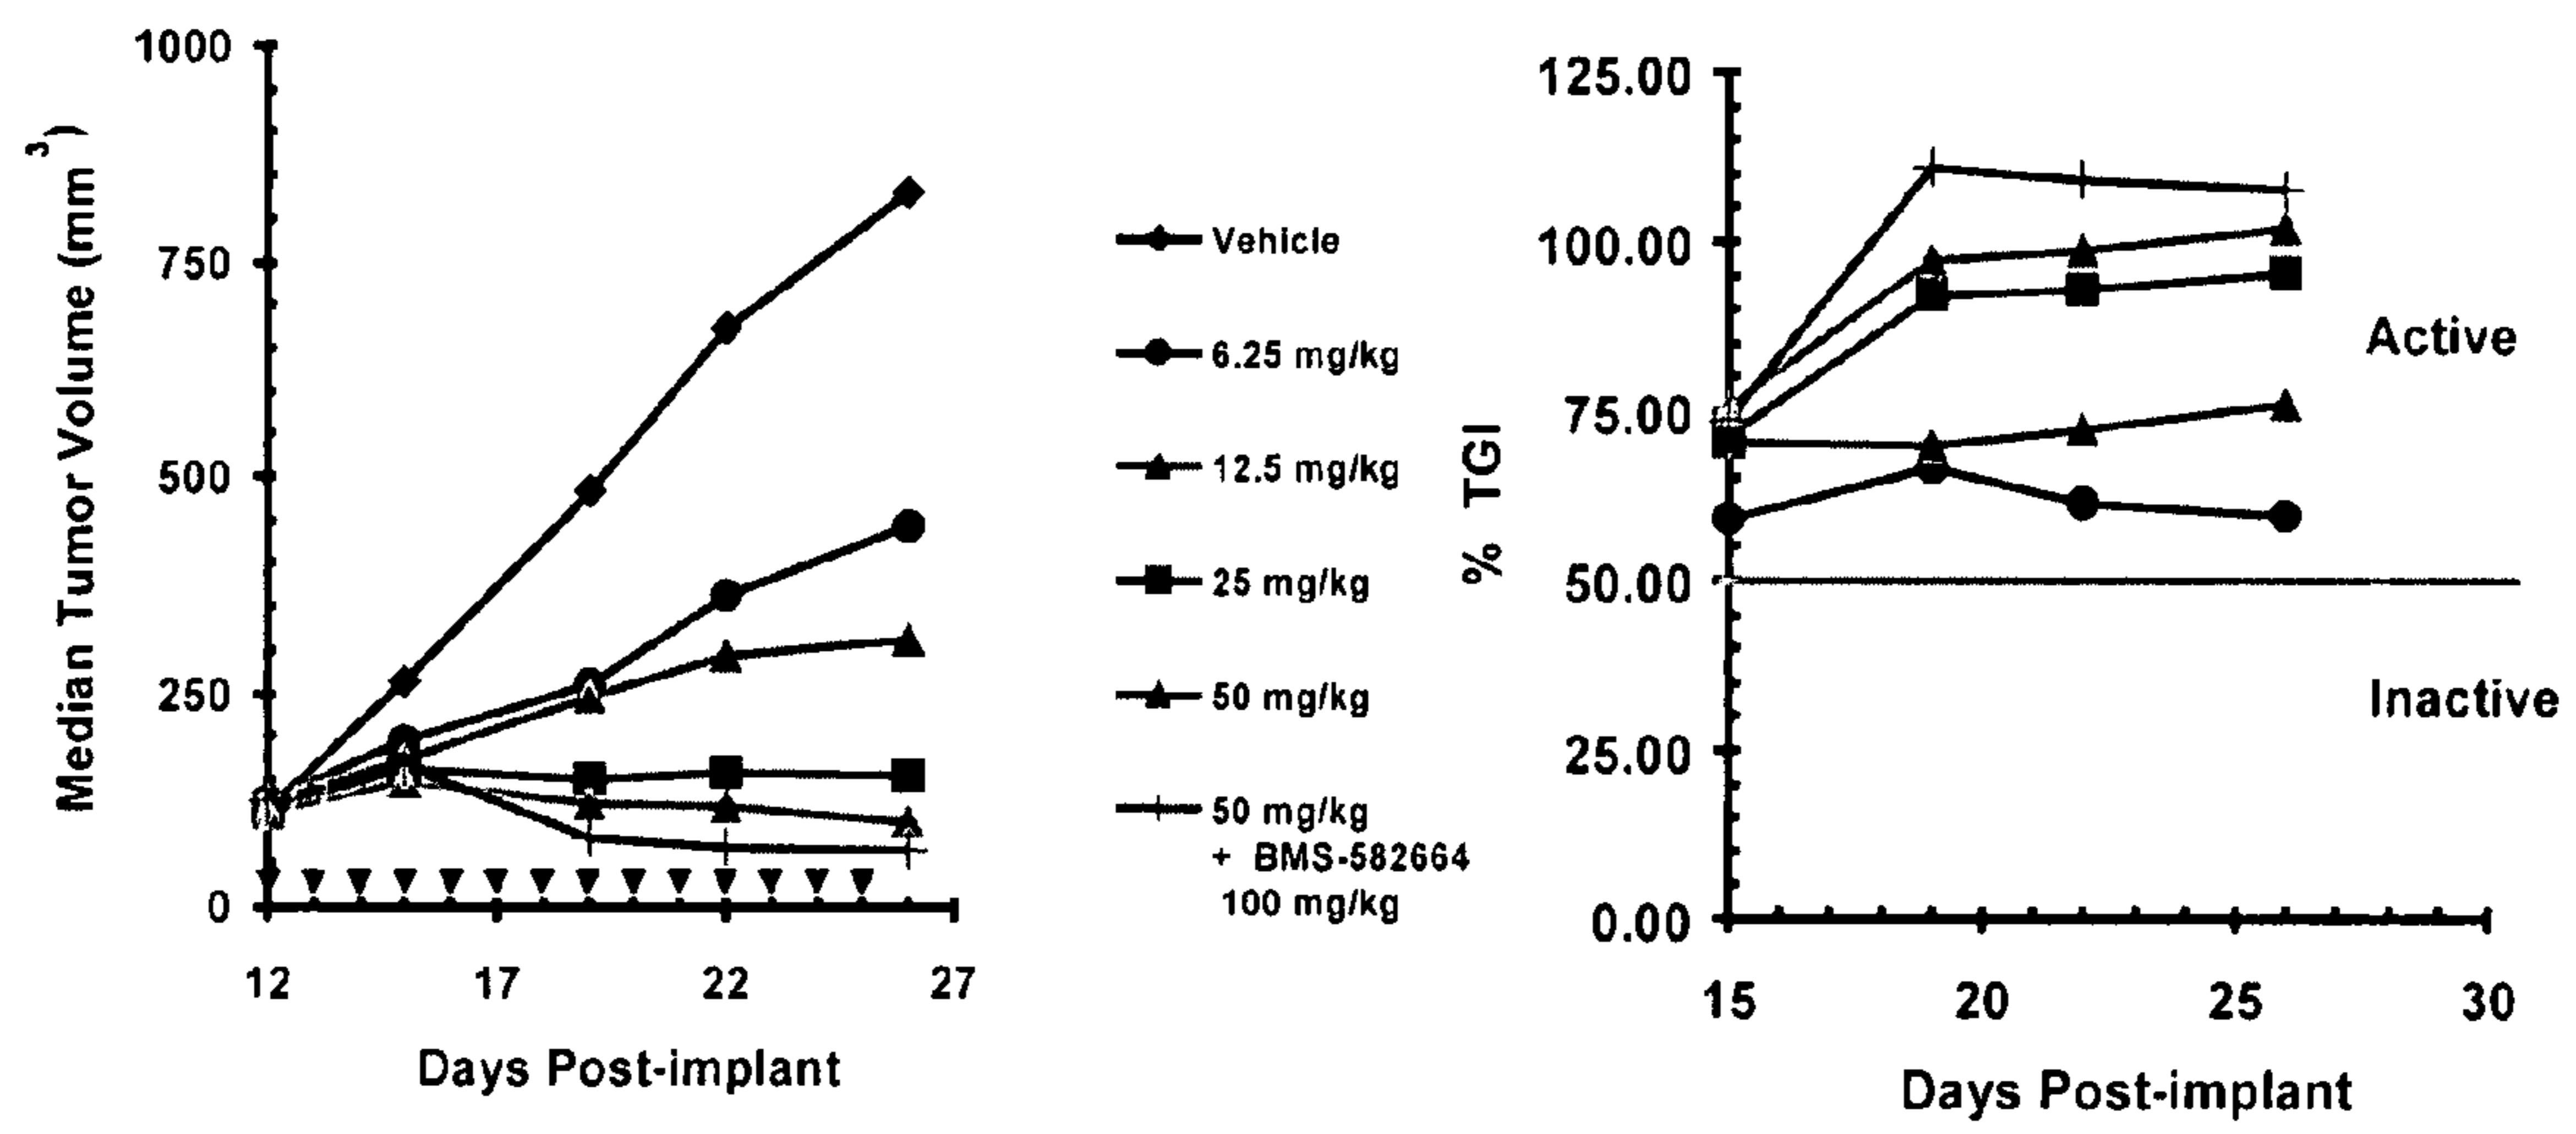 Median Tumor Volume (mm³)
1000
750
500
250
0
12 17 22 27
Days Post-implant
Vehicle
6.25 mg/kg
12.5 mg/kg
25 mg/kg
50 mg/kg
50 mg/kg
+ BMS-582664
100 mg/kg
% TGI
125.00
100.00
75.00
50.00
25.00
0.00
15 20 25 30
Days Post-implant
Active
Inactive